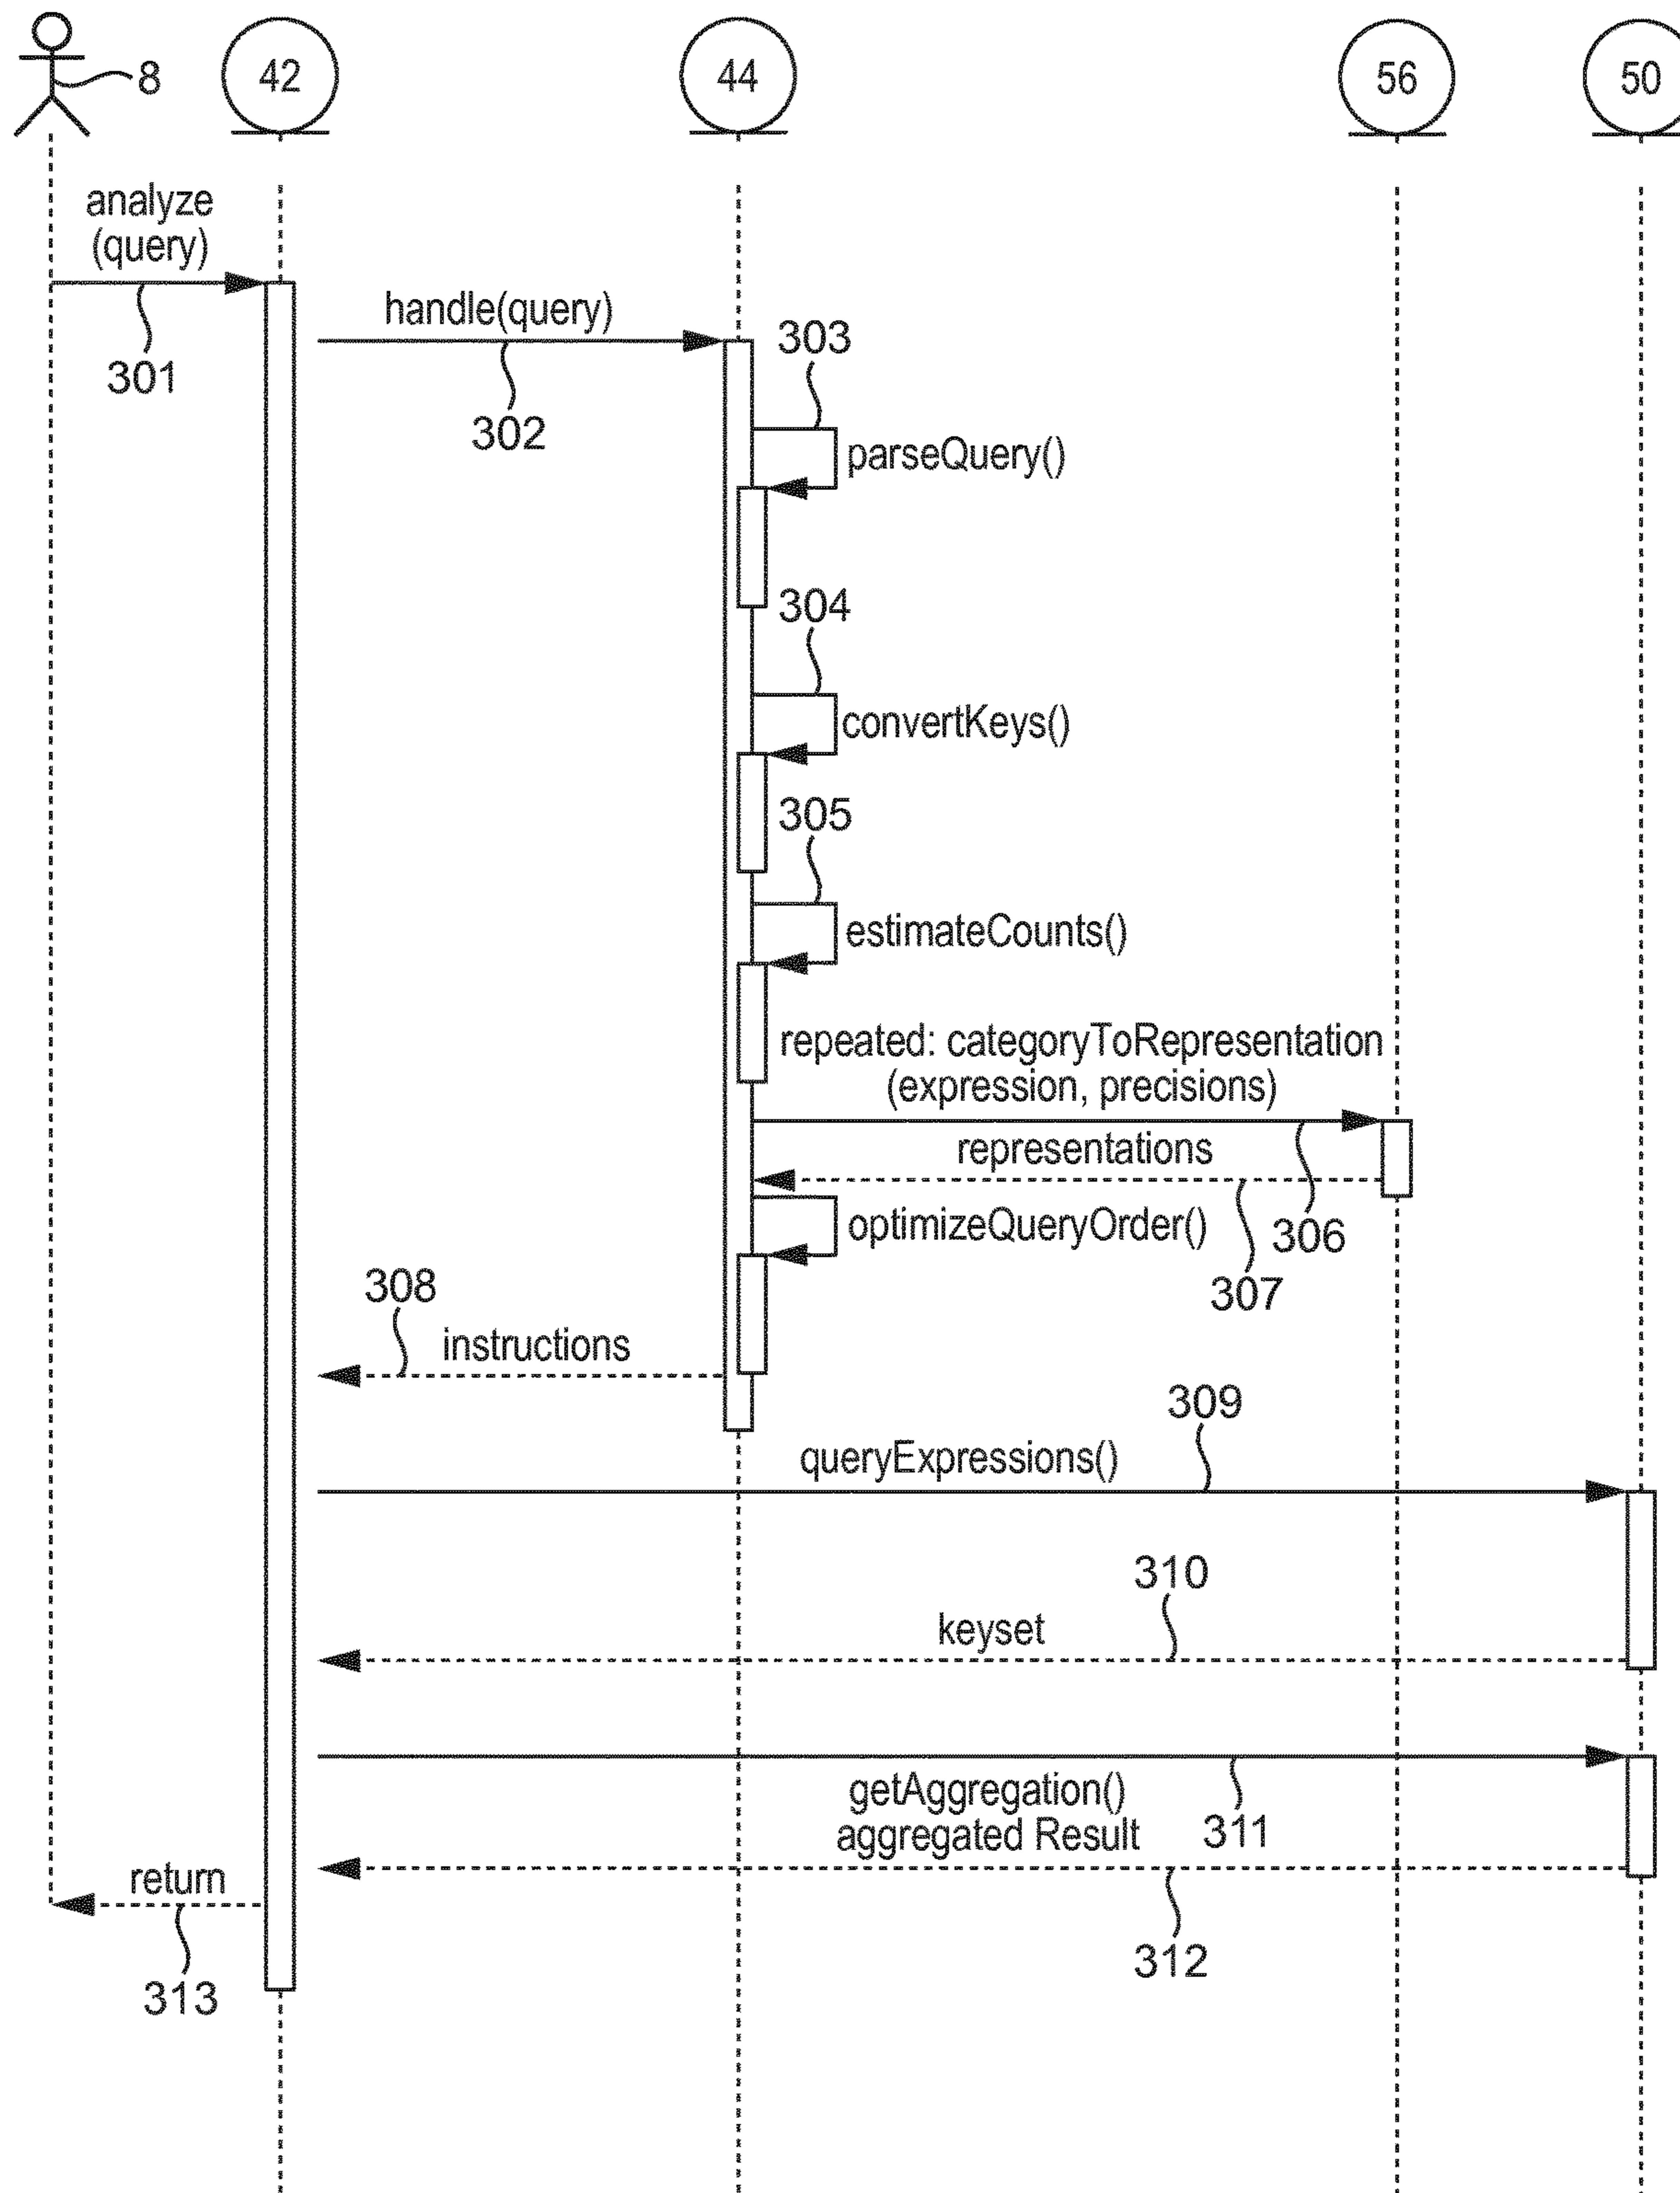 8
42
44
56
50
analyze
(query)
301
handle(query)
302
303
parseQuery()
304
convertKeys()
305
estimateCounts()
repeated: categoryToRepresentation
(expression, precisions)
representations
306
optimizeQueryOrder()
307
308
instructions
309
queryExpressions()
310
keyset
getAggregation()
aggregated Result
311
return
312
313